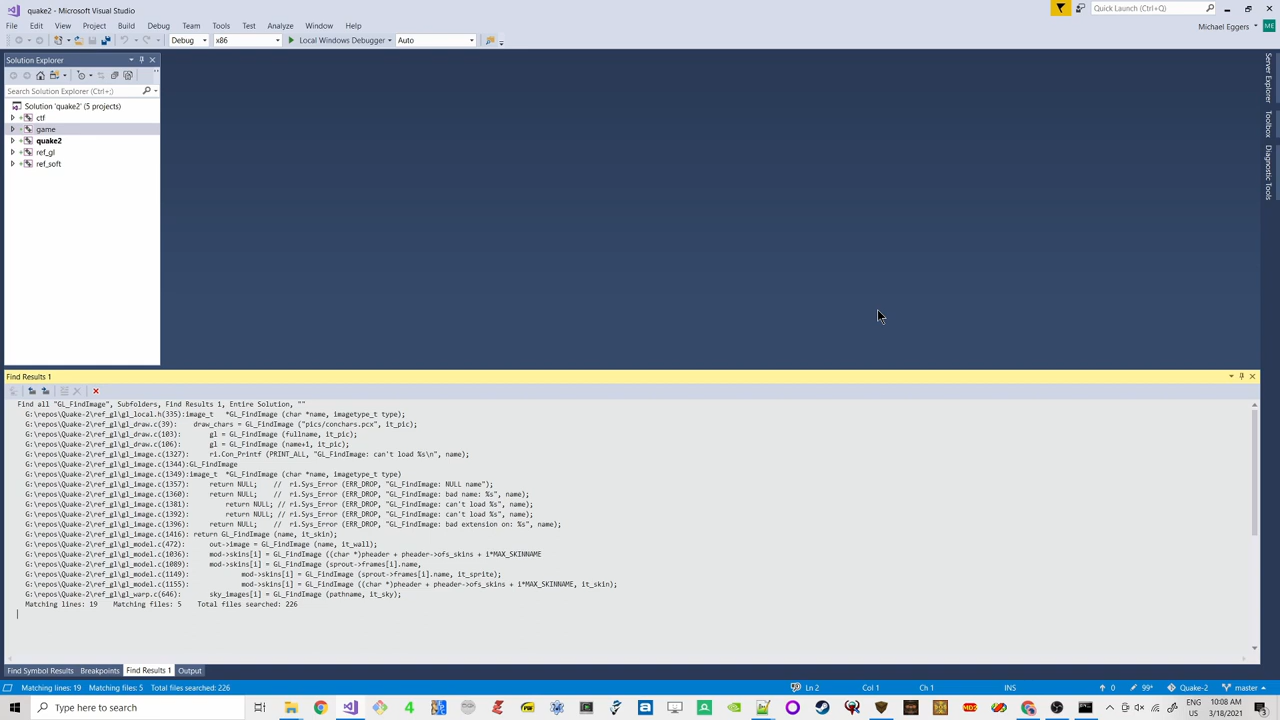 quake2 - Microsoft Visual Studio
Quick Launch (Ctrl+Q)
File Edit View Project Build Debug Team Tools Test Analyze Window Help
Michael Eggers
ME
Debug x86 Local Windows Debugger Auto
Solution Explorer
Search Solution Explorer (Ctrl+;)
Solution 'quake2' (5 projects)
ctf
game
quake2
ref_gl
ref_soft
Server Explorer
Toolbox
Diagnostic Tools
Find Results 1
Find all "GL_FindImage", Subfolders, Find Results 1, Entire Solution, ""
G:\repos\Quake-2\ref_gl\gl_local.h(335):image_t *GL_FindImage (char *name, imagetype_t type);
G:\repos\Quake-2\ref_gl\gl_draw.c(39): draw_chars = GL_FindImage ("pics/conchars.pcx", it_pic);
G:\repos\Quake-2\ref_gl\gl_draw.c(103): gl = GL_FindImage (fullname, it_pic);
G:\repos\Quake-2\ref_gl\gl_draw.c(106): gl = GL_FindImage (name+1, it_pic);
G:\repos\Quake-2\ref_gl\gl_image.c(1327): ri.Con_Printf (PRINT_ALL, "GL_FindImage: can't load %s\n", name);
G:\repos\Quake-2\ref_gl\gl_image.c(1344):GL_FindImage
G:\repos\Quake-2\ref_gl\gl_image.c(1349):image_t *GL_FindImage (char *name, imagetype_t type)
G:\repos\Quake-2\ref_gl\gl_image.c(1357): return NULL; // ri.Sys_Error (ERR_DROP, "GL_FindImage: NULL name");
G:\repos\Quake-2\ref_gl\gl_image.c(1360): return NULL; // ri.Sys_Error (ERR_DROP, "GL_FindImage: bad name: %s", name);
G:\repos\Quake-2\ref_gl\gl_image.c(1381): return NULL; // ri.Sys_Error (ERR_DROP, "GL_FindImage: can't load %s", name);
G:\repos\Quake-2\ref_gl\gl_image.c(1392): return NULL; // ri.Sys_Error (ERR_DROP, "GL_FindImage: can't load %s", name);
G:\repos\Quake-2\ref_gl\gl_image.c(1396): return NULL; // ri.Sys_Error (ERR_DROP, "GL_FindImage: bad extension on: %s", name);
G:\repos\Quake-2\ref_gl\gl_image.c(1416): return GL_FindImage (name, it_skin);
G:\repos\Quake-2\ref_gl\gl_model.c(472): out->image = GL_FindImage (name, it_wall);
G:\repos\Quake-2\ref_gl\gl_model.c(1036): mod->skins[i] = GL_FindImage ((char *)pheader + pheader->ofs_skins + i*MAX_SKINNAME
G:\repos\Quake-2\ref_gl\gl_model.c(1089): mod->skins[i] = GL_FindImage (sprout->frames[i].name,
G:\repos\Quake-2\ref_gl\gl_model.c(1149): mod->skins[i] = GL_FindImage (sprout->frames[i].name, it_sprite);
G:\repos\Quake-2\ref_gl\gl_model.c(1155): mod->skins[i] = GL_FindImage ((char *)pheader + pheader->ofs_skins + i*MAX_SKINNAME, it_skin);
G:\repos\Quake-2\ref_gl\gl_warp.c(646): sky_images[i] = GL_FindImage (pathname, it_sky);
Matching lines: 19 Matching files: 5 Total files searched: 226
Find Symbol Results Breakpoints Find Results 1 Output
Matching lines: 19 Matching files: 5 Total files searched: 226 Ln 2 Col 1 Ch 1 INS 0 99+ Quake-2 master
Type here to search
ENG
US
10:08 AM
3/18/2021